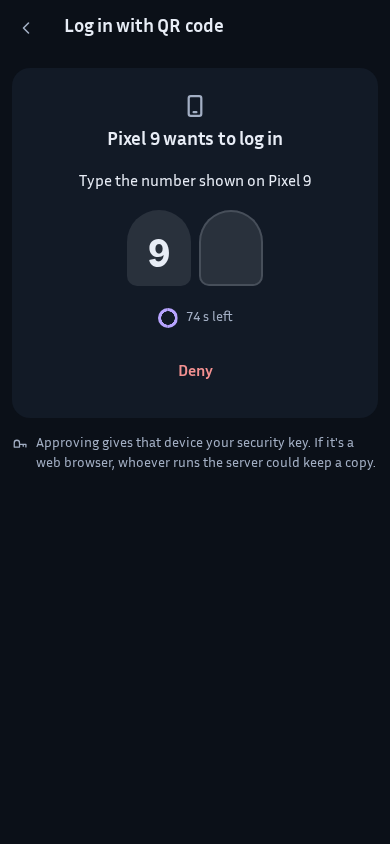 Log in with QR code
Pixel 9 wants to log in
Type the number shown on Pixel 9
9
74 s left
Deny
Approving gives that device your security key. If it's a
web browser, whoever runs the server could keep a copy.